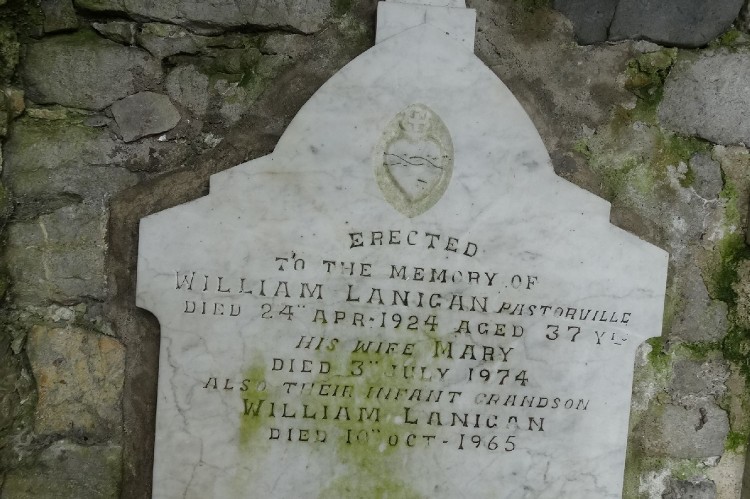 ERECTED
TO THE MEMORY OF
WILLIAM LANIGAN PASTORVILLE
DIED 24TH APR. 1924 AGED 37 YRS
HIS WIFE MARY
DIED 3RD JULY 1974
ALSO THEIR INFANT GRANDSON
WILLIAM LANIGAN
DIED 10TH OCT. 1965